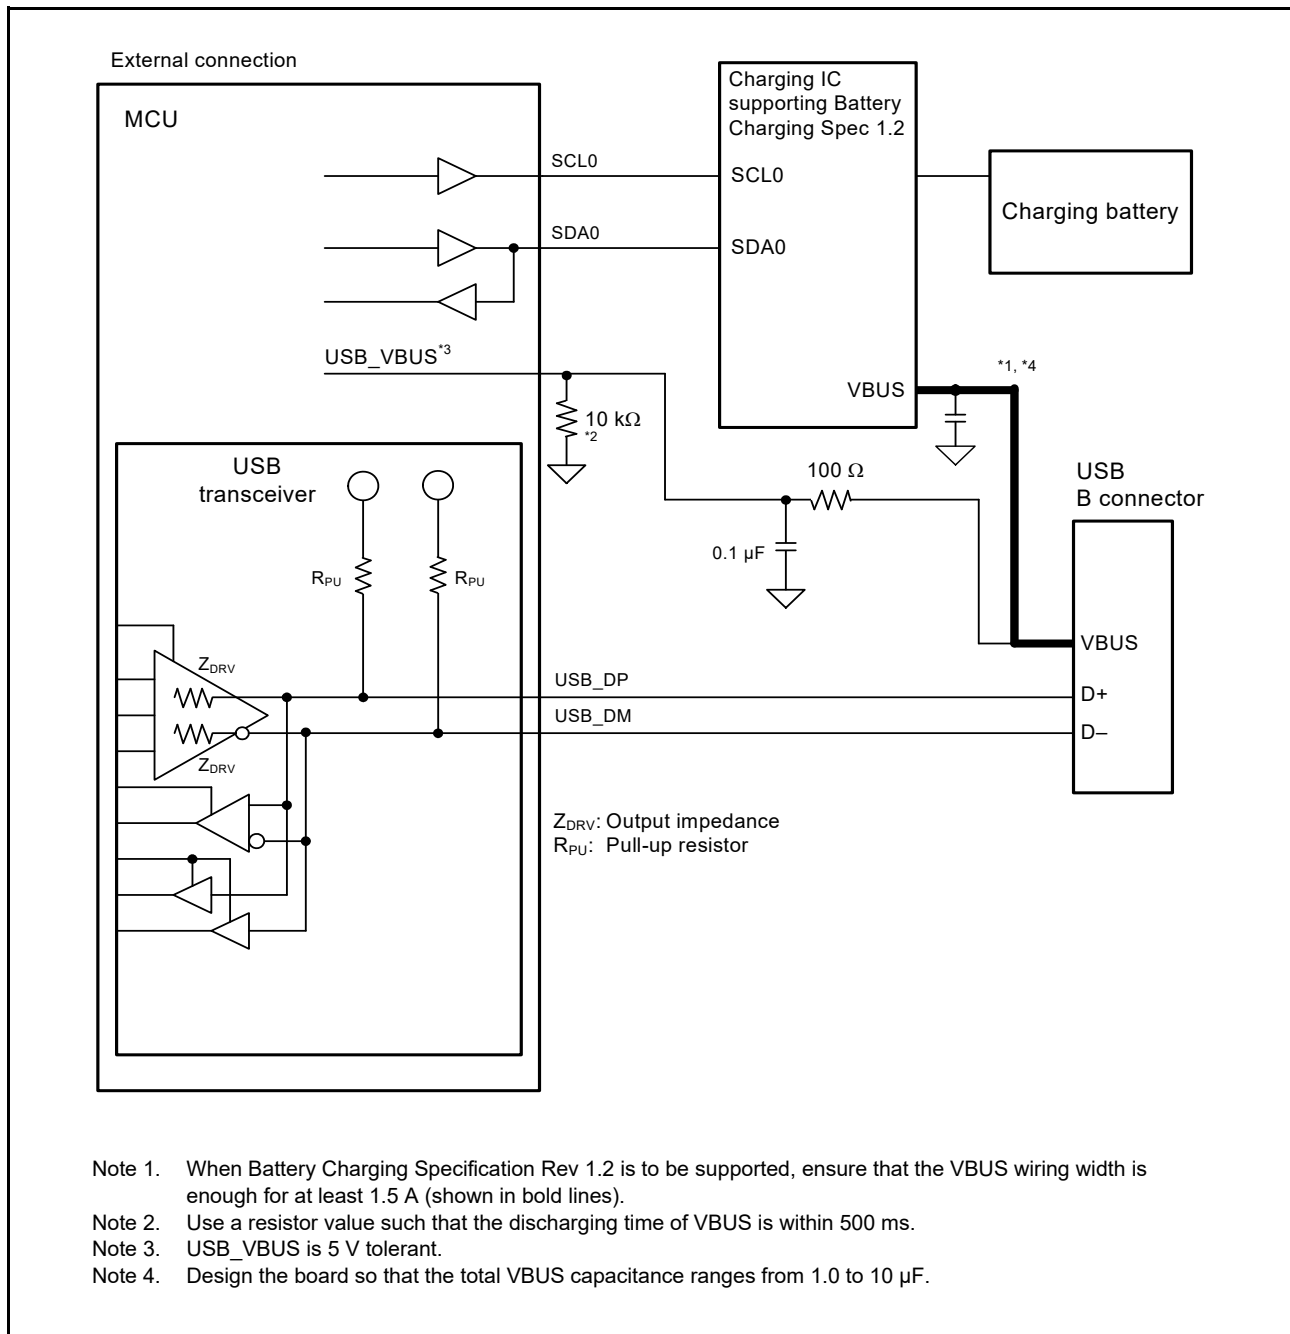 External connection
MCU
Charging IC
supporting Battery
Charging Spec 1.2
SCL0
SCL0
Charging battery
SDA0
SDA0
USB_VBUS*3
*1, *4
VBUS
10 kΩ
*2
USB
transceiver
100 Ω
USB
B connector
0.1 µF
RPU
RPU
VBUS
ZDRV
USB_DP
D+
USB_DM
D–
ZDRV
ZDRV: Output impedance
RPU: Pull-up resistor
Note 1. When Battery Charging Specification Rev 1.2 is to be supported, ensure that the VBUS wiring width is
enough for at least 1.5 A (shown in bold lines).
Note 2. Use a resistor value such that the discharging time of VBUS is within 500 ms.
Note 3. USB_VBUS is 5 V tolerant.
Note 4. Design the board so that the total VBUS capacitance ranges from 1.0 to 10 µF.